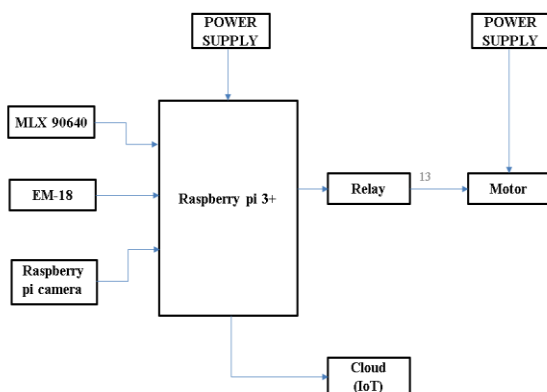 POWER
SUPPLY
POWER
SUPPLY
MLX 90640
EM-18
Raspberry
pi camera
Raspberry pi 3+
Relay
13
Motor
Cloud
(IoT)